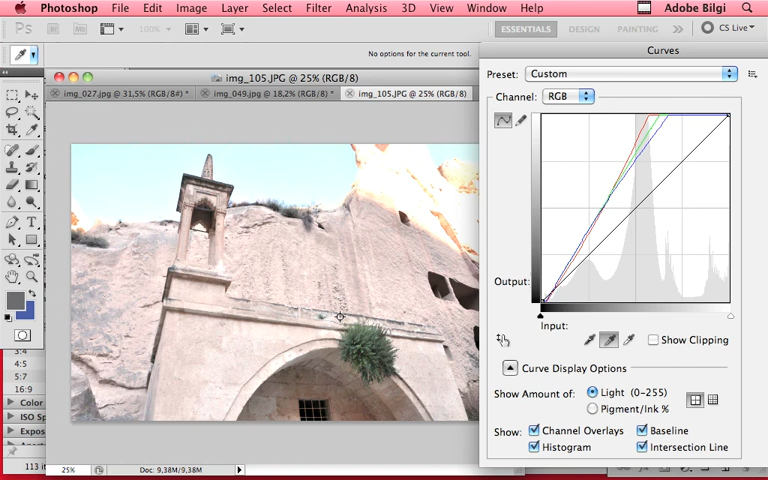 Photoshop File Edit Image Layer Select Filter Analysis 3D View Window Help Adobe Bilgi
Ps 100% ESSENTIALS DESIGN PAINTING >> CS Live
No options for the current tool.
Curves
img_105.JPG @ 25% (RGB/8)
Preset: Custom
img_027.jpg @ 31,5% (RGB/8#) *
img_049.jpg @ 18,2% (RGB/8) *
img_105.JPG @ 25% (RGB/8)
Channel: RGB
Output:
Input:
Show Clipping
Curve Display Options
Show Amount of: Light (0-255)
Pigment/Ink %
Show: Channel Overlays Baseline
Histogram Intersection Line
3:4
4:5
5:7
16:9
Color
ISO Sp
Expos
113 it
25% Doc: 9,38M/9,38M